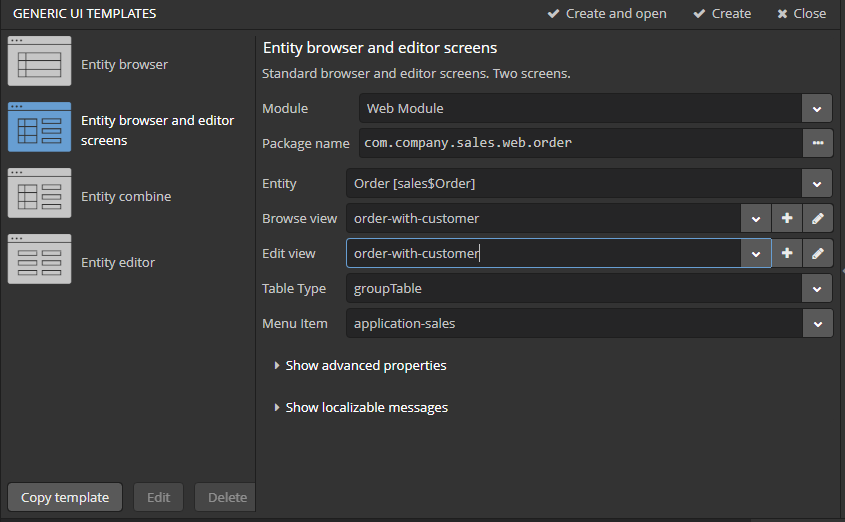 GENERIC UI TEMPLATES
Create and open
Create
Close
Entity browser
Entity browser and editor
screens
Entity combine
Entity editor
Entity browser and editor screens
Standard browser and editor screens. Two screens.
Module
Web Module
Package name
com.company.sales.web.order
Entity
Order [sales$Order]
Browse view
order-with-customer
Edit view
order-with-customer
Table Type
groupTable
Menu Item
application-sales
Show advanced properties
Show localizable messages
Copy template
Edit
Delete